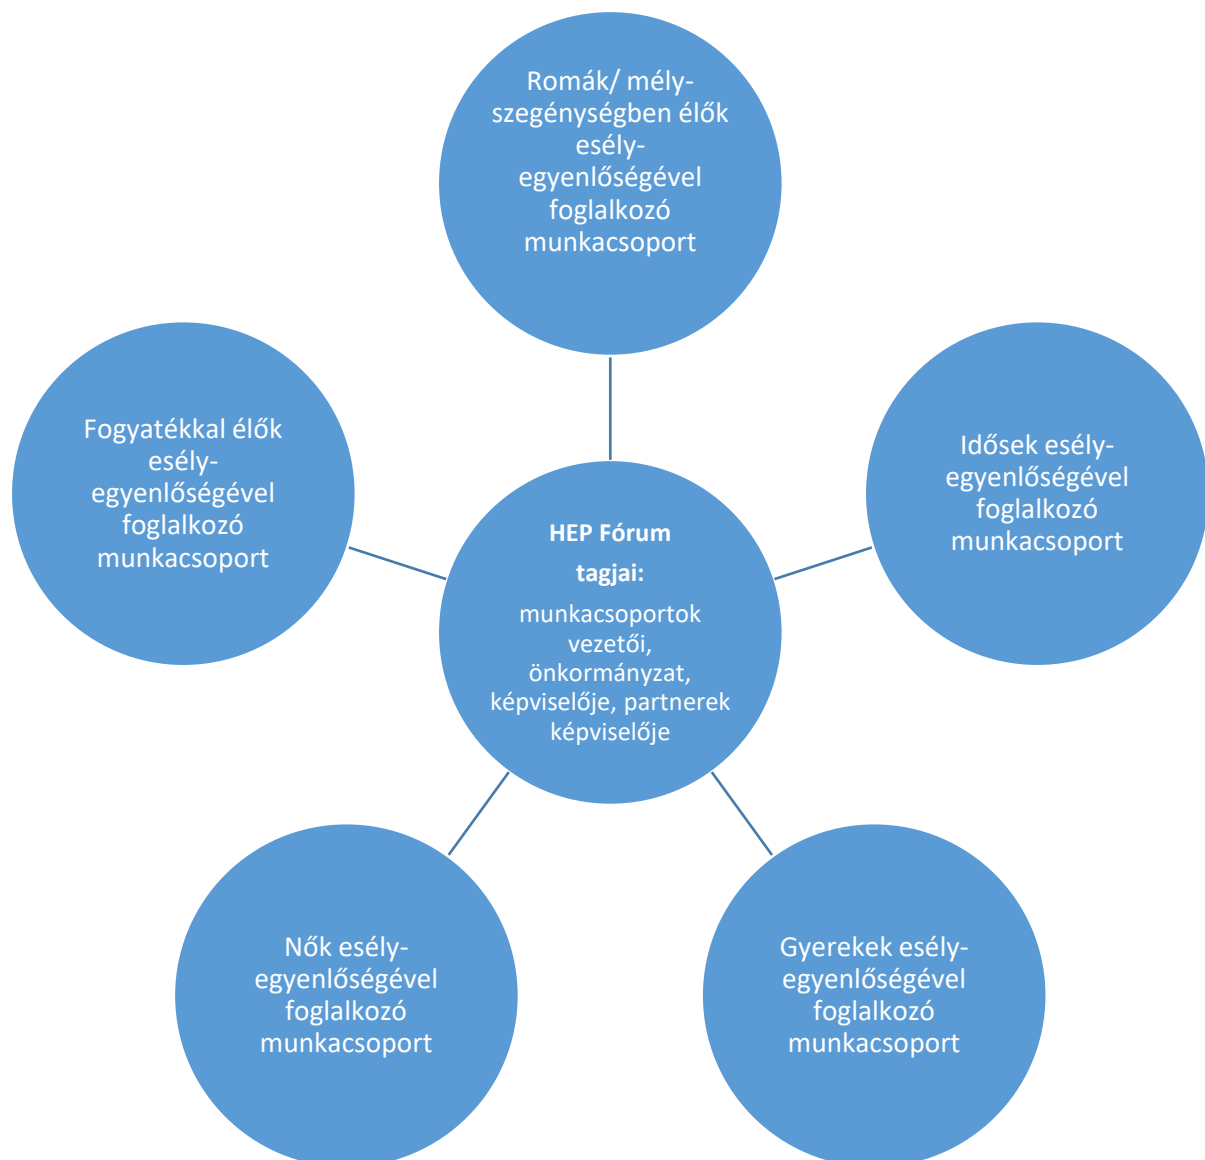 Romák/ mély-
szegénységben élők
esély-
egyenlőségével
foglalkozó
munkacsoport
Fogyatékkal élők
esély-
egyenlőségével
foglalkozó
munkacsoport
Idősek esély-
egyenlőségével
foglalkozó
munkacsoport
HEP Fórum
tagjai:
munkacsoportok
vezetői,
önkormányzat,
képviselője, partnerek
képviselője
Nők esély-
egyenlőségével
foglalkozó
munkacsoport
Gyerekek esély-
egyenlőségével
foglalkozó
munkacsoport